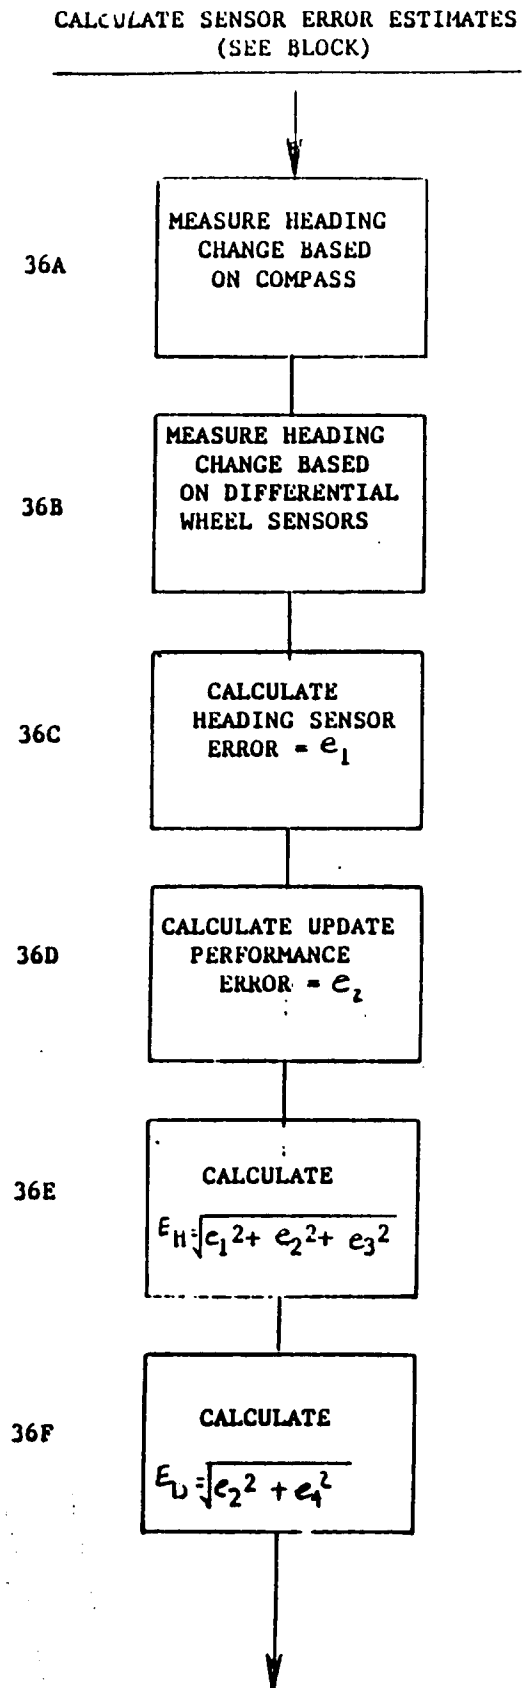 CALCULATE SENSOR ERROR ESTIMATES
(SEE BLOCK)
36A
MEASURE HEADING
CHANGE BASED
ON COMPASS
36B
MEASURE HEADING
CHANGE BASED
ON DIFFERENTIAL
WHEEL SENSORS
36C
CALCULATE
HEADING SENSOR
ERROR = e₁
36D
CALCULATE UPDATE
PERFORMANCE
ERROR = e₂
36E
CALCULATE
E_H = √(e₁² + e₂² + e₃²)
36F
CALCULATE
E_D = √(e₂² + e₄²)